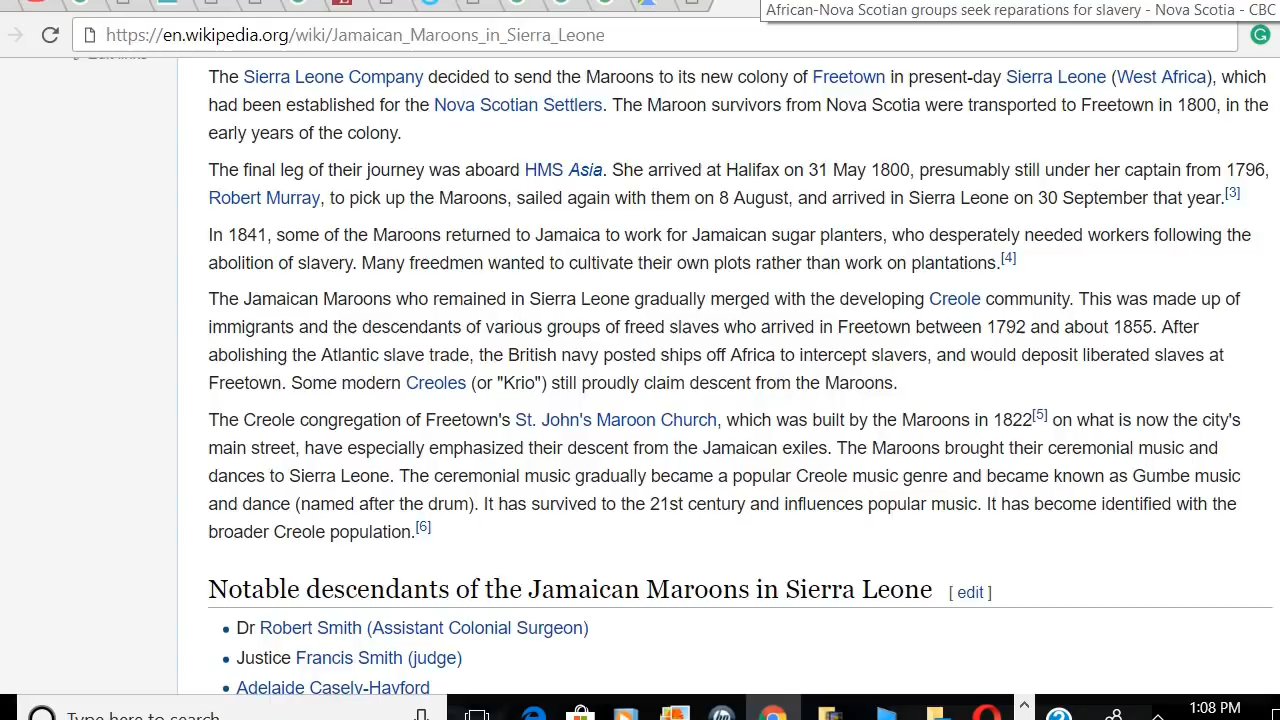 African-Nova Scotian groups seek reparations for slavery - Nova Scotia - CBC
https://en.wikipedia.org/wiki/Jamaican_Maroons_in_Sierra_Leone
The Sierra Leone Company decided to send the Maroons to its new colony of Freetown in present-day Sierra Leone (West Africa), which
had been established for the Nova Scotian Settlers. The Maroon survivors from Nova Scotia were transported to Freetown in 1800, in the
early years of the colony.
The final leg of their journey was aboard HMS Asia. She arrived at Halifax on 31 May 1800, presumably still under her captain from 1796,
Robert Murray, to pick up the Maroons, sailed again with them on 8 August, and arrived in Sierra Leone on 30 September that year.[3]
In 1841, some of the Maroons returned to Jamaica to work for Jamaican sugar planters, who desperately needed workers following the
abolition of slavery. Many freedmen wanted to cultivate their own plots rather than work on plantations.[4]
The Jamaican Maroons who remained in Sierra Leone gradually merged with the developing Creole community. This was made up of
immigrants and the descendants of various groups of freed slaves who arrived in Freetown between 1792 and about 1855. After
abolishing the Atlantic slave trade, the British navy posted ships off Africa to intercept slavers, and would deposit liberated slaves at
Freetown. Some modern Creoles (or "Krio") still proudly claim descent from the Maroons.
The Creole congregation of Freetown's St. John's Maroon Church, which was built by the Maroons in 1822[5] on what is now the city's
main street, have especially emphasized their descent from the Jamaican exiles. The Maroons brought their ceremonial music and
dances to Sierra Leone. The ceremonial music gradually became a popular Creole music genre and became known as Gumbe music
and dance (named after the drum). It has survived to the 21st century and influences popular music. It has become identified with the
broader Creole population.[6]
Notable descendants of the Jamaican Maroons in Sierra Leone [ edit ]
• Dr Robert Smith (Assistant Colonial Surgeon)
• Justice Francis Smith (judge)
• Adelaide Casely-Hayford
Type here to search
1:08 PM